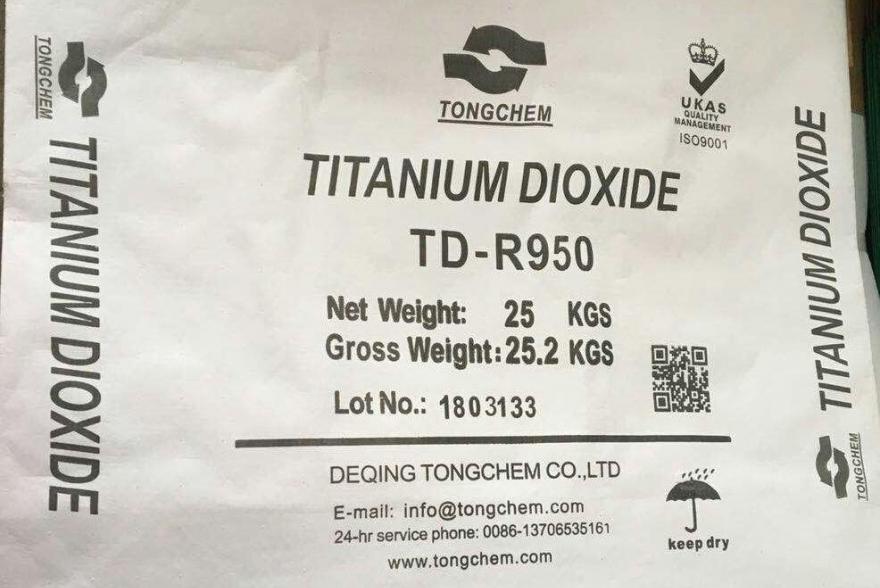 TONGCHEM
TITANIUM DIOXIDE
TONGCHEM
UKAS
QUALITY
MANAGEMENT
ISO9001
TITANIUM DIOXIDE
TD-R950
Net Weight: 25 KGS
Gross Weight: 25.2 KGS
Lot No.: 1803133
DEQING TONGCHEM CO.,LTD
E-mail: info@tongchem.com
24-hr service phone: 0086-13706535161
www.tongchem.com
keep dry
TITANIUM DIOXIDE
TONGCHEM